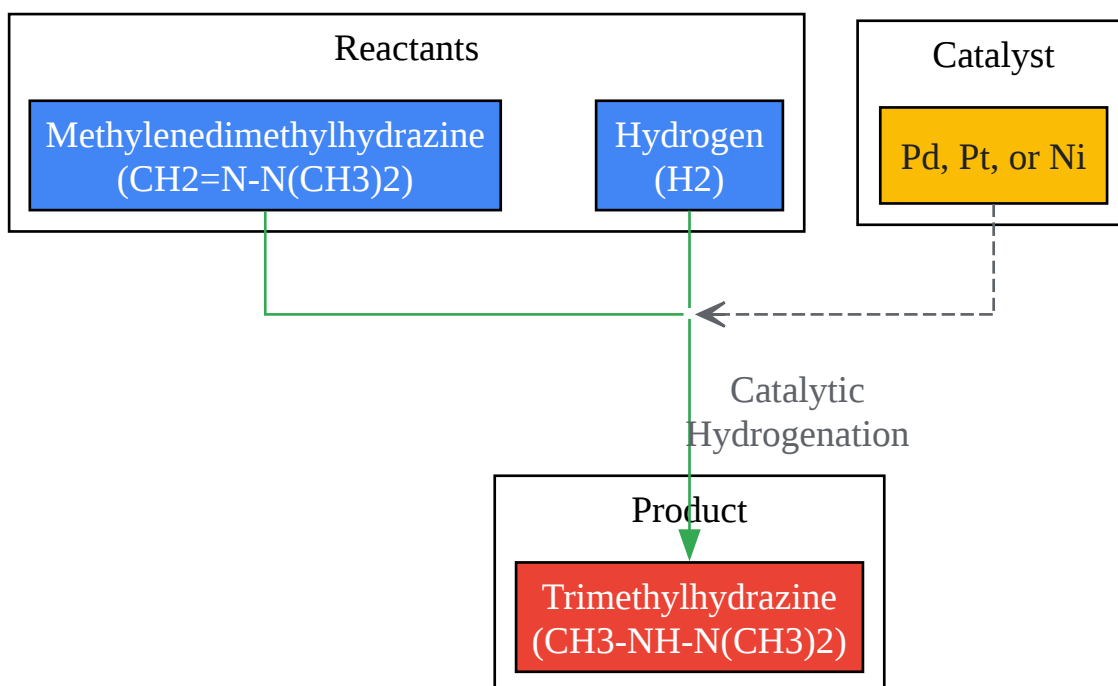 Reactants
Catalyst
Methylenedimethylhydrazine
(CH2=N-N(CH3)2)
Hydrogen
(H2)
Pd, Pt, or Ni
Catalytic
Hydrogenation
Product
Trimethylhydrazine
(CH3-NH-N(CH3)2)